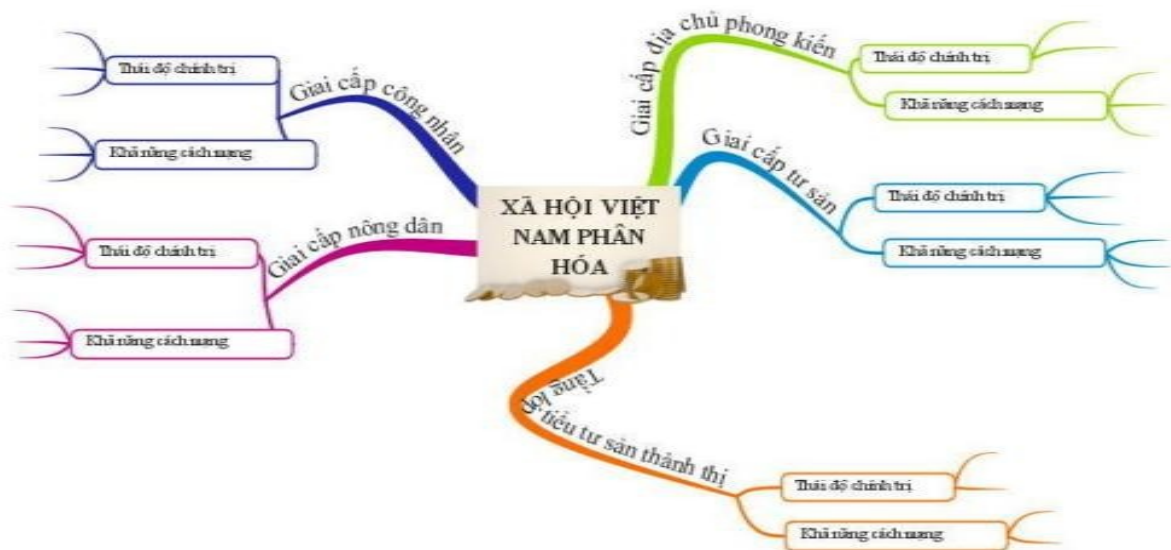 XÃ HỘI VIỆT
NAM PHÂN
HÓA
Giai cấp địa chủ phong kiến
Thái độ chính trị
Khả năng cách mạng
Giai cấp tư sản
Thái độ chính trị
Khả năng cách mạng
Tầng lớp
tiểu tư sản thành thị
Thái độ chính trị
Khả năng cách mạng
Giai cấp nông dân
Thái độ chính trị
Khả năng cách mạng
Giai cấp công nhân
Thái độ chính trị
Khả năng cách mạng